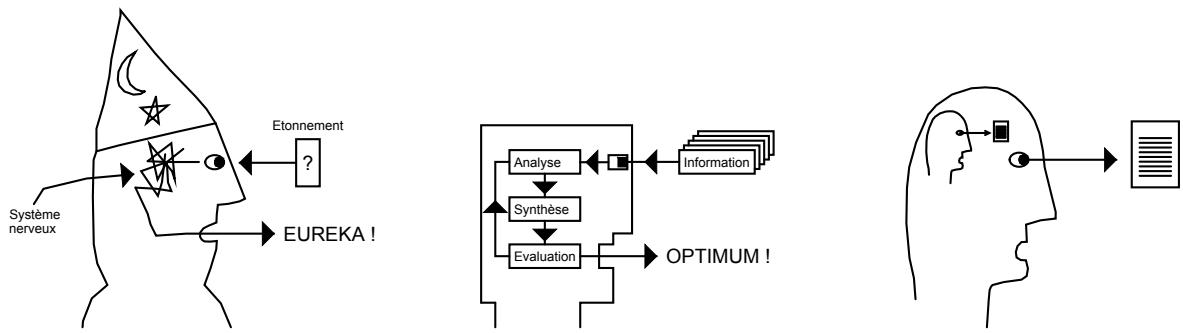 Etonnement
?
Système
nerveux
EUREKA !
Analyse
Information
Synthèse
Evaluation
OPTIMUM !